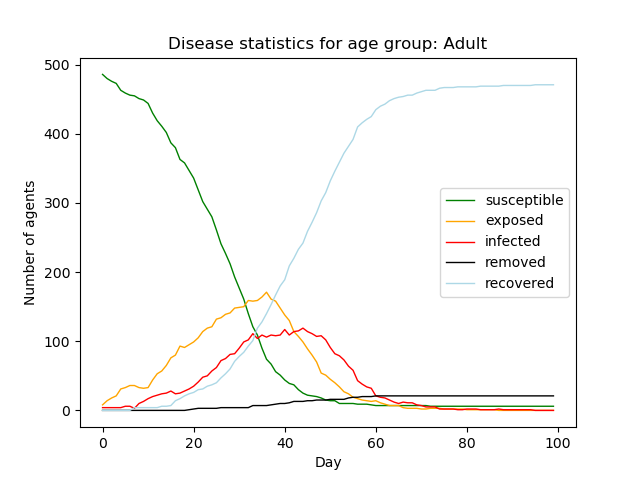 Disease statistics for age group: Adult
Number of agents
500
400
300
200
100
0
susceptible
exposed
infected
removed
recovered
0 20 40 60 80 100
Day